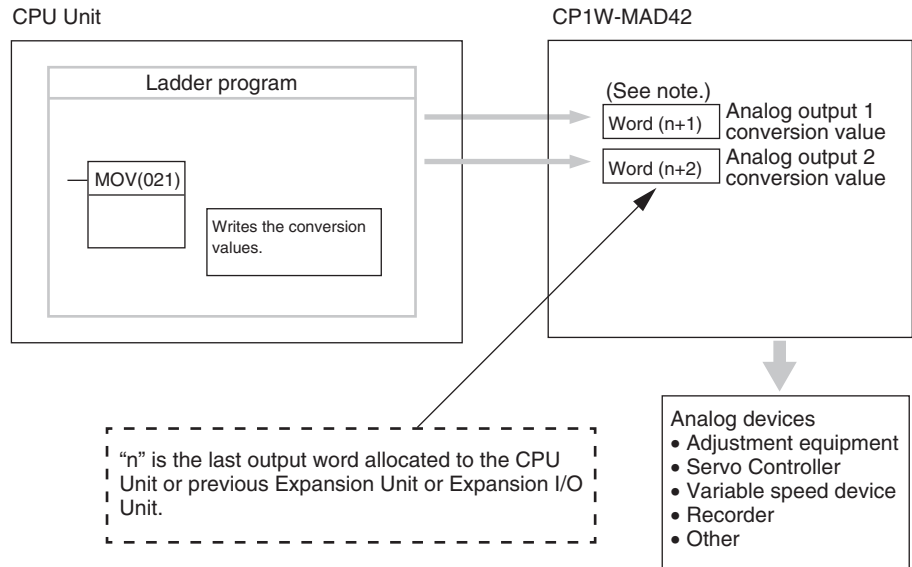 CPU Unit
CP1W-MAD42
Ladder program
MOV(021)
Writes the conversion
values.
(See note.)
Word (n+1)
Analog output 1
conversion value
Word (n+2)
Analog output 2
conversion value
“n” is the last output word allocated to the CPU
Unit or previous Expansion Unit or Expansion I/O
Unit.
Analog devices
• Adjustment equipment
• Servo Controller
• Variable speed device
• Recorder
• Other